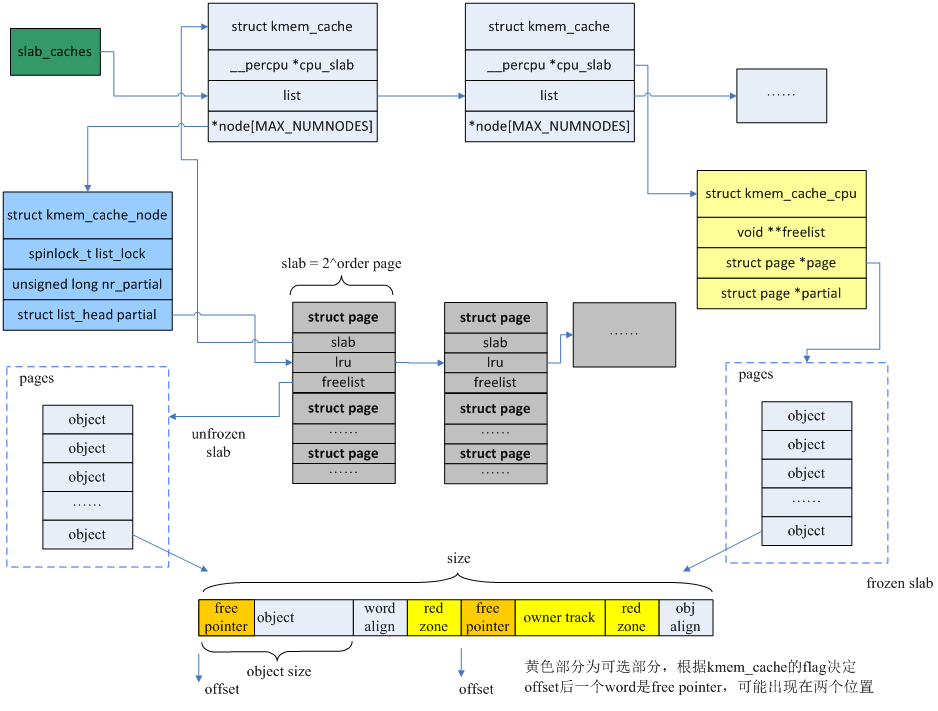 slab_caches
struct kmem_cache
__percpu *cpu_slab
list
*node[MAX_NUMNODES]
struct kmem_cache
__percpu *cpu_slab
list
*node[MAX_NUMNODES]
······
struct kmem_cache_node
spinlock_t list_lock
unsigned long nr_partial
struct list_head partial
struct kmem_cache_cpu
void **freelist
struct page *page
struct page *partial
slab = 2^order page
struct page
slab
lru
freelist
struct page
······
struct page
······
struct page
slab
lru
freelist
struct page
······
struct page
······
······
pages
object
object
object
······
object
unfrozen
slab
pages
object
object
object
······
object
frozen slab
size
free
pointer
object
word
align
red
zone
free
pointer
owner track
red
zone
obj
align
object size
offset
offset
黄色部分为可选部分，根据kmem_cache的flag决定
offset后一个word是free pointer，可能出现在两个位置